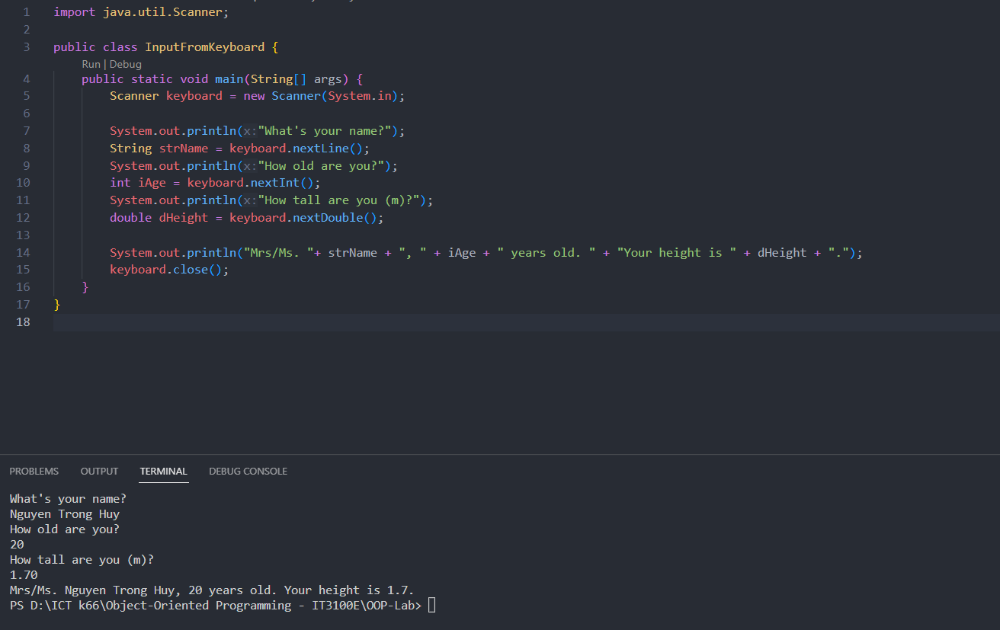 1 import java.util.Scanner;
2
3 public class InputFromKeyboard {
Run | Debug
4 public static void main(String[] args) {
5 Scanner keyboard = new Scanner(System.in);
6
7 System.out.println(x:"What's your name?");
8 String strName = keyboard.nextLine();
9 System.out.println(x:"How old are you?");
10 int iAge = keyboard.nextInt();
11 System.out.println(x:"How tall are you (m)?");
12 double dHeight = keyboard.nextDouble();
13
14 System.out.println("Mrs/Ms. "+ strName + ", " + iAge + " years old. " + "Your height is " + dHeight + ".");
15 keyboard.close();
16 }
17 }
18
PROBLEMS OUTPUT TERMINAL DEBUG CONSOLE
What's your name?
Nguyen Trong Huy
How old are you?
20
How tall are you (m)?
1.70
Mrs/Ms. Nguyen Trong Huy, 20 years old. Your height is 1.7.
PS D:\ICT k66\Object-Oriented Programming - IT3100E\OOP-Lab>